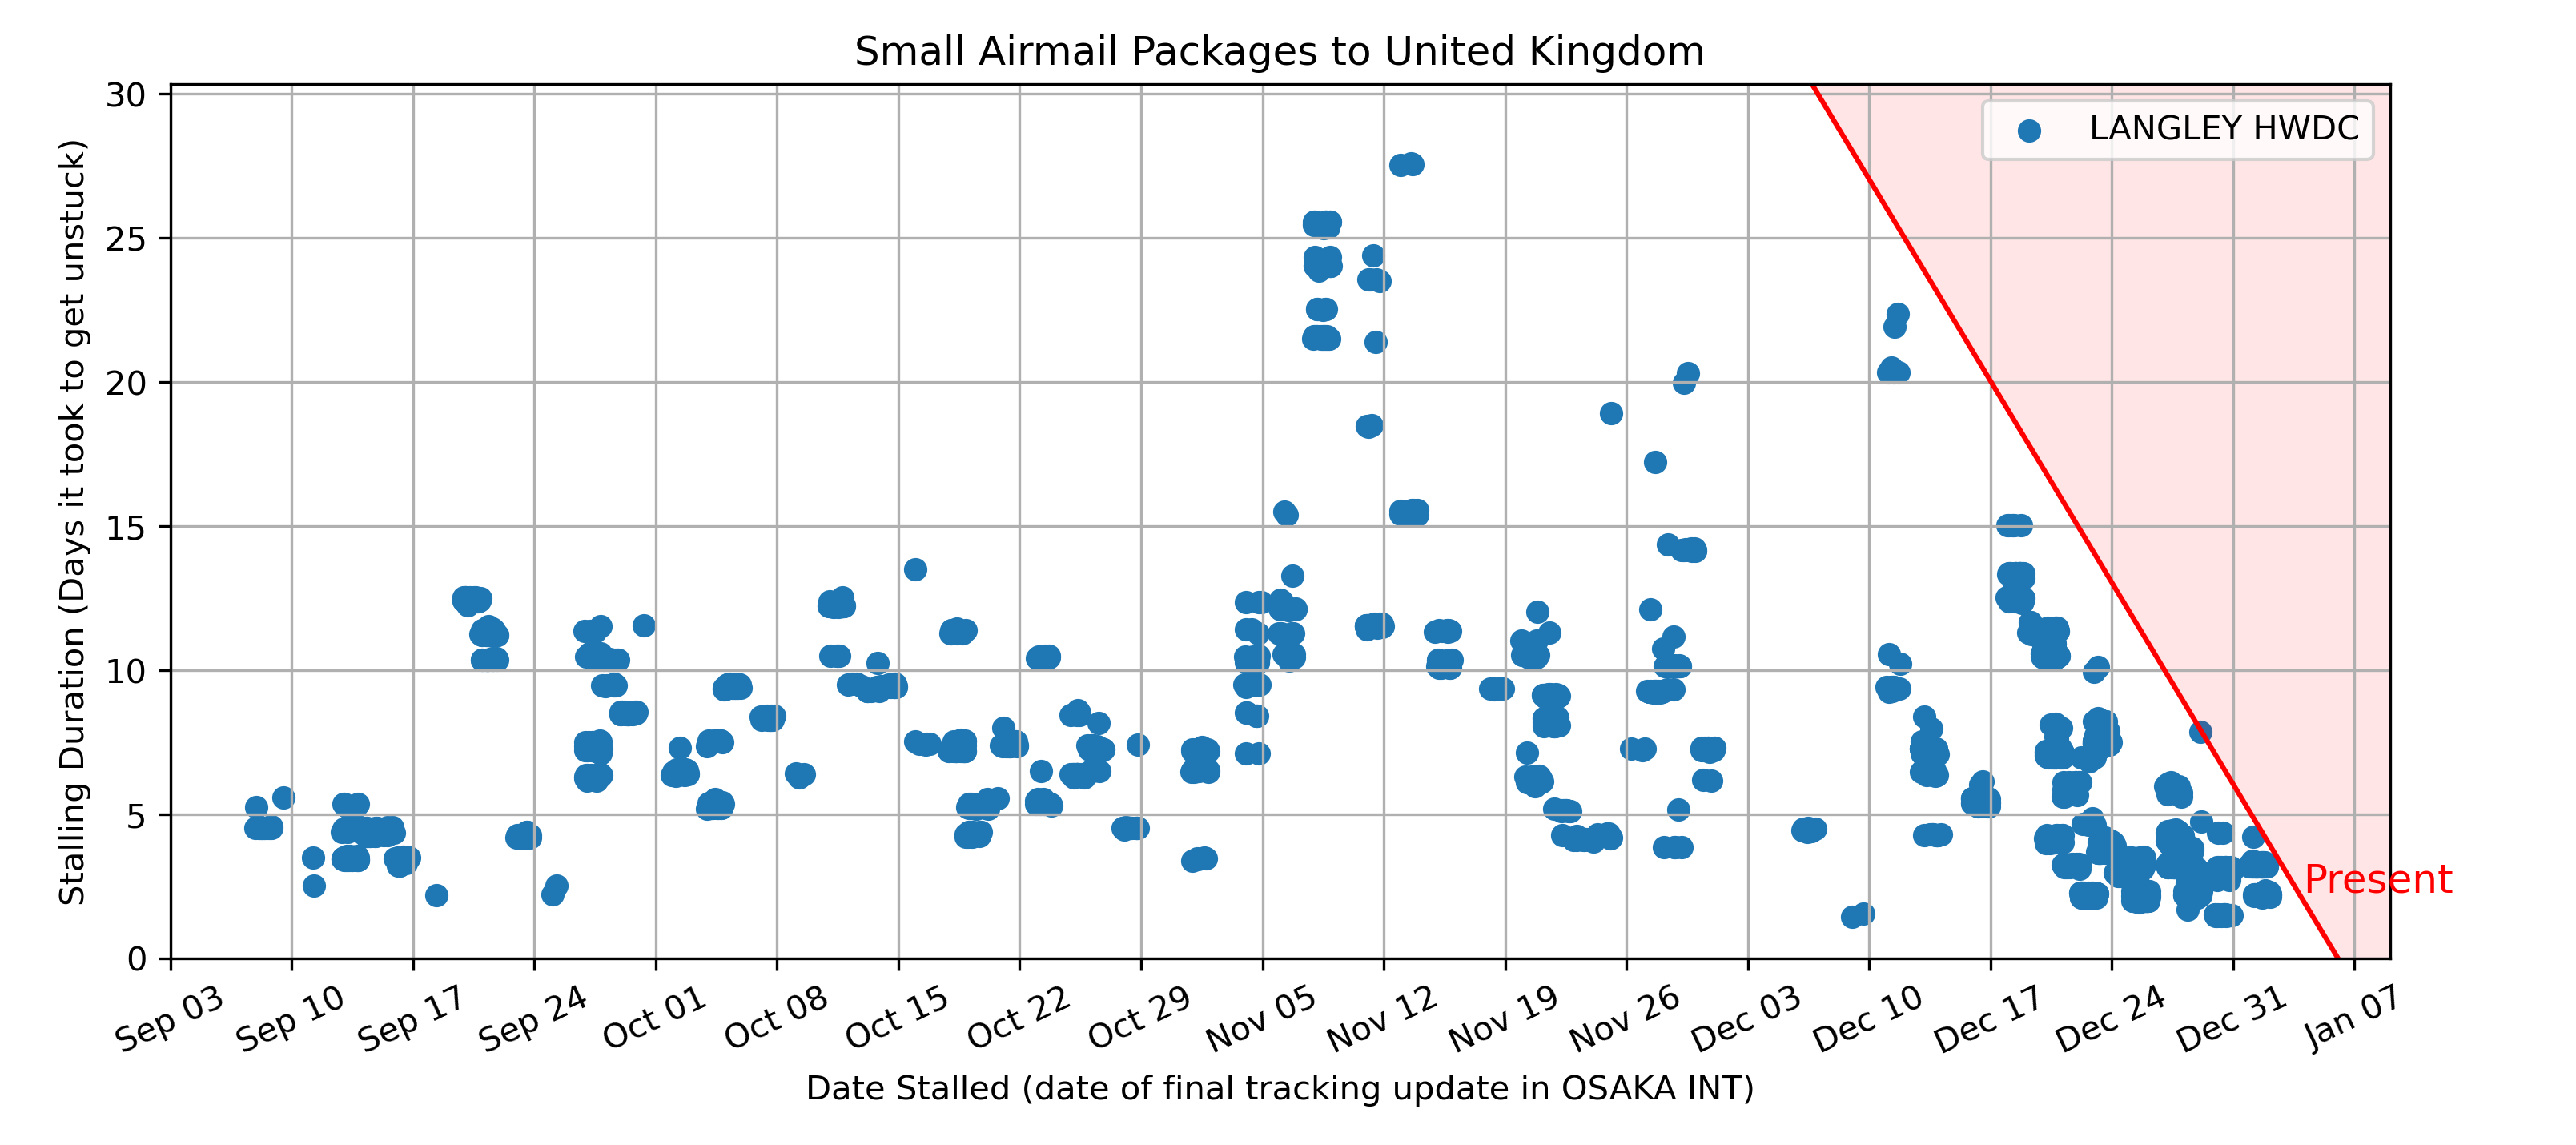 Small Airmail Packages to United Kingdom
Stalling Duration (Days it took to get unstuck)
30
25
20
15
10
5
0
LANGLEY HWDC
Present
Sep 03
Sep 10
Sep 17
Sep 24
Oct 01
Oct 08
Oct 15
Oct 22
Oct 29
Nov 05
Nov 12
Nov 19
Nov 26
Dec 03
Dec 10
Dec 17
Dec 24
Dec 31
Jan 07
Date Stalled (date of final tracking update in OSAKA INT)